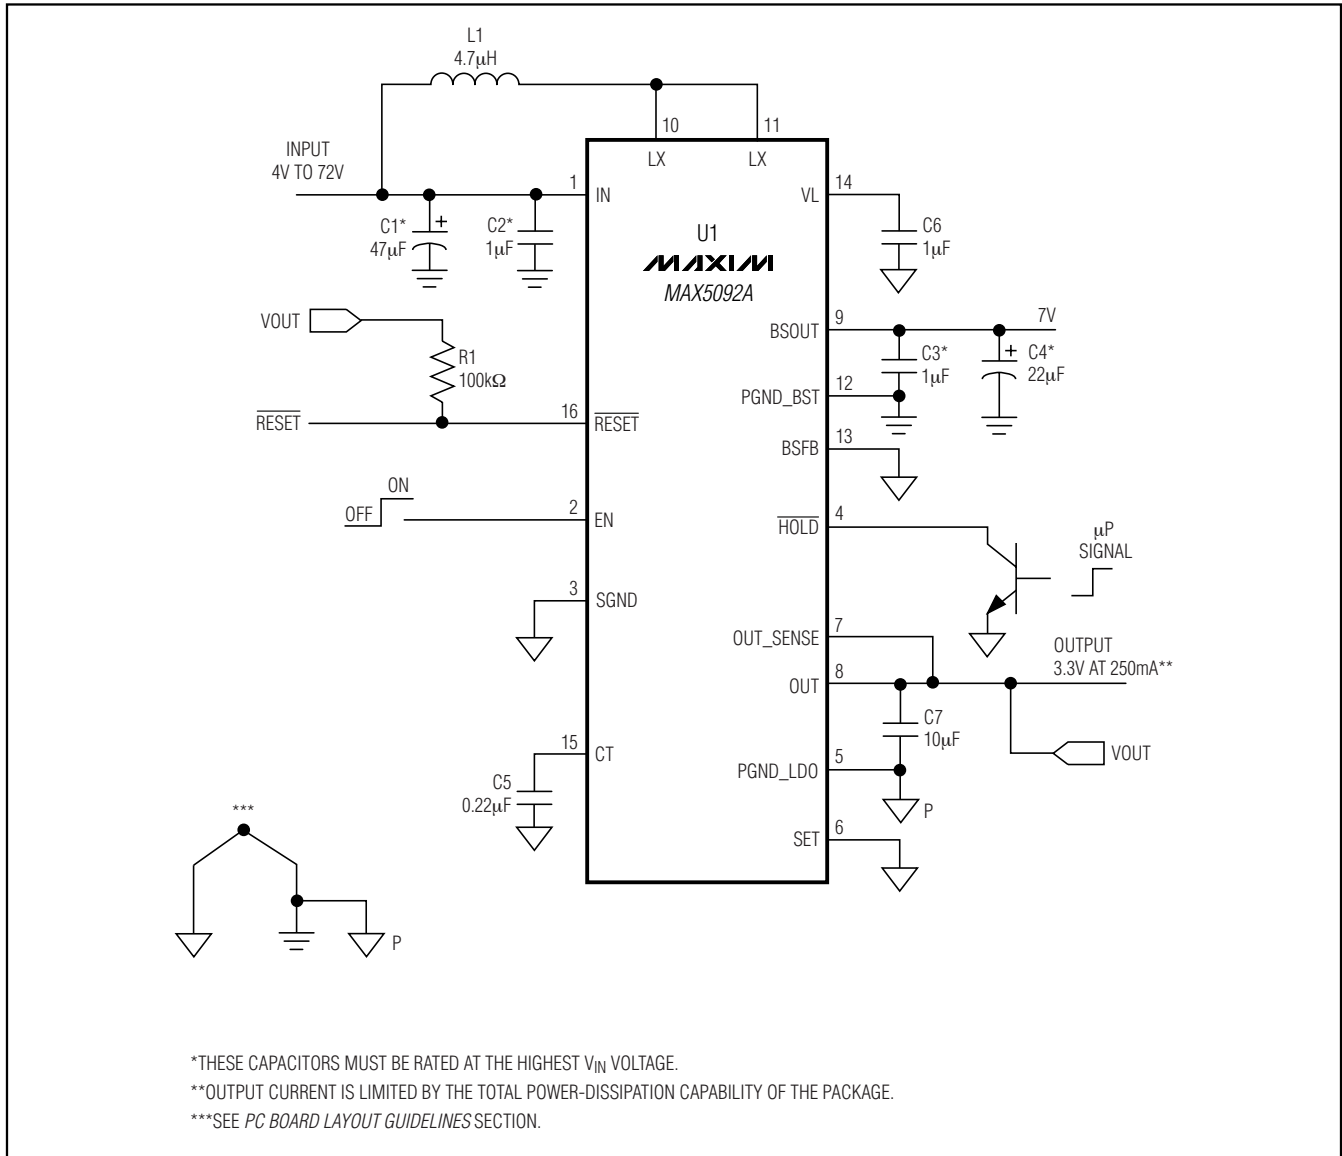 L1
4.7µH
10
11
LX
LX
INPUT
4V TO 72V
1
IN
VL
14
C1*
47µF
+
C2*
1µF
U1
MAXIM
MAX5092A
C6
1µF
VOUT
R1
100kΩ
BSOUT
9
7V
C3*
1µF
+
C4*
22µF
PGND_BST
12
RESET
16
RESET
BSFB
13
ON
OFF
2
EN
HOLD
4
µP
SIGNAL
3
SGND
OUT_SENSE
7
OUTPUT
3.3V AT 250mA**
OUT
8
C7
10µF
VOUT
15
CT
C5
0.22µF
PGND_LDO
5
P
SET
6
***
P
*THESE CAPACITORS MUST BE RATED AT THE HIGHEST VIN VOLTAGE.
**OUTPUT CURRENT IS LIMITED BY THE TOTAL POWER-DISSIPATION CAPABILITY OF THE PACKAGE.
***SEE PC BOARD LAYOUT GUIDELINES SECTION.